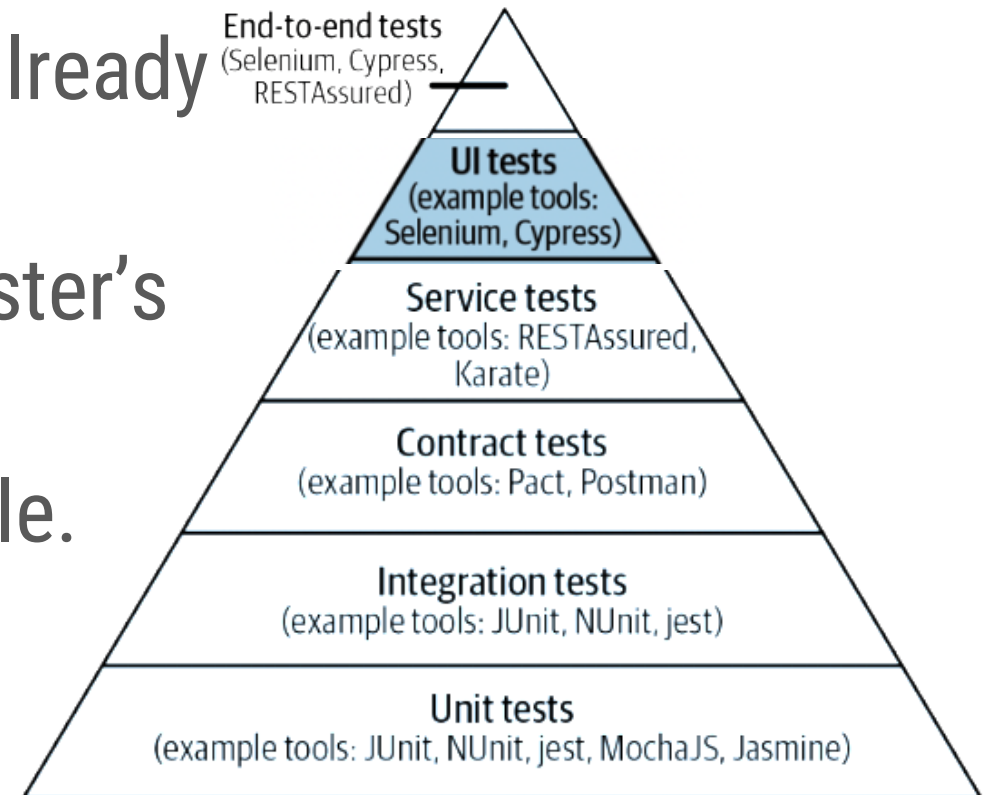 lready
ster’s
le.
End-to-end tests
(Selenium, Cypress,
RESTAssured)
UI tests
(example tools:
Selenium, Cypress)
Service tests
(example tools: RESTAssured,
Karate)
Contract tests
(example tools: Pact, Postman)
Integration tests
(example tools: JUnit, NUnit, jest)
Unit tests
(example tools: JUnit, NUnit, jest, MochaJS, Jasmine)